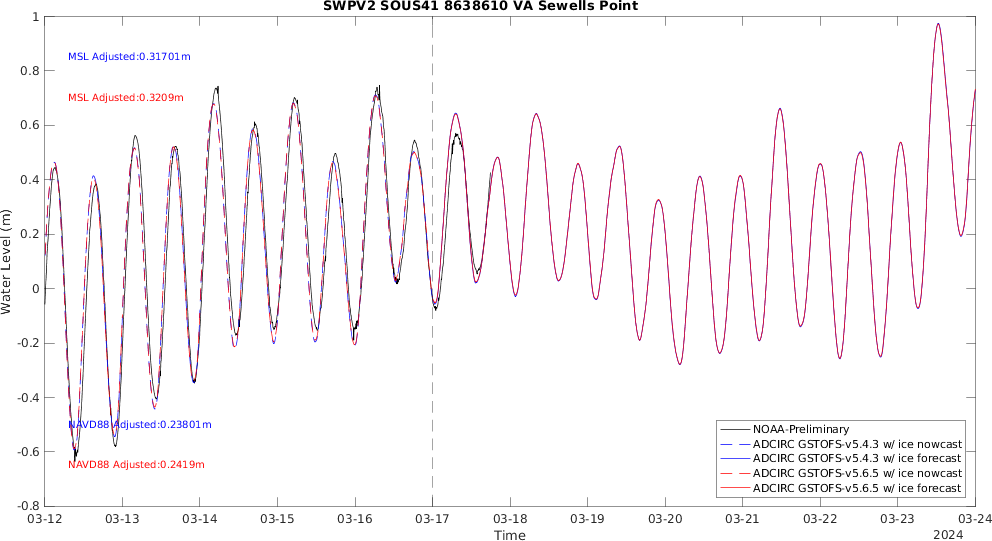 SWPV2 SOUS41 8638610 VA Sewells Point
1
0.8
0.6
0.4
0.2
0
-0.2
-0.4
-0.6
-0.8
Water Level (m)
MSL Adjusted:0.31701m
MSL Adjusted:0.3209m
NAVD88 Adjusted:0.23801m
NAVD88 Adjusted:0.2419m
NOAA-Preliminary
ADCIRC GSTOFS-v5.4.3 w/ ice nowcast
ADCIRC GSTOFS-v5.4.3 w/ ice forecast
ADCIRC GSTOFS-v5.6.5 w/ ice nowcast
ADCIRC GSTOFS-v5.6.5 w/ ice forecast
03-12 03-13 03-14 03-15 03-16 03-17 03-18 03-19 03-20 03-21 03-22 03-23 03-24
Time
2024